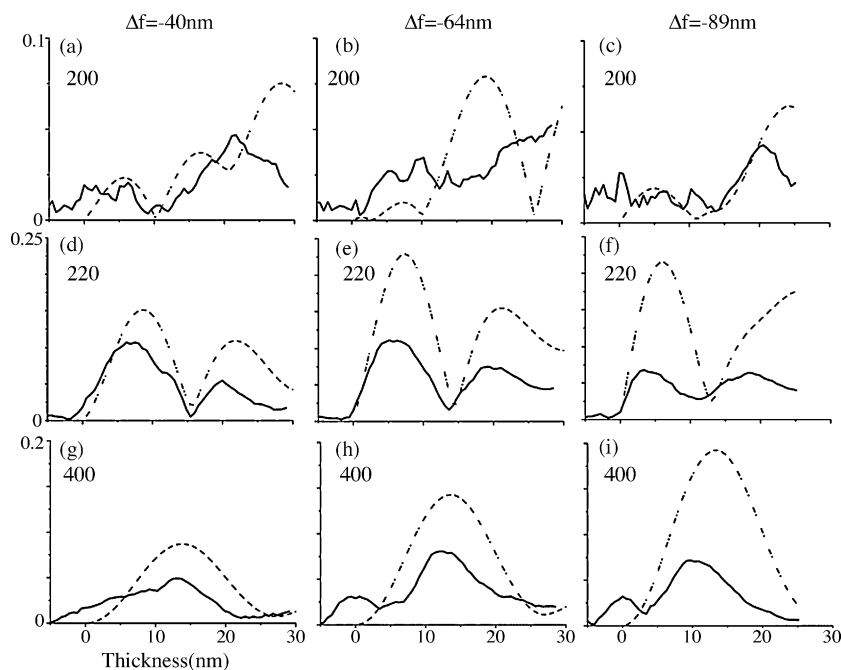 Δf=-40nm Δf=-64nm Δf=-89nm
0.1 (a) (b) (c)
200 200 200
0
0.25 (d) (e) (f)
220 220 220
0
0.2 (g) (h) (i)
400 400 400
0
0 10 20 30 0 10 20 30 0 10 20 30
Thickness(nm)